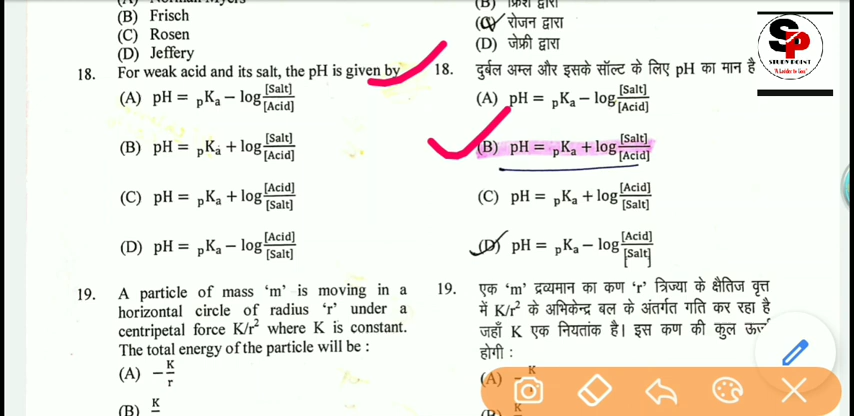 (B) Frisch
(C) Rosen
(D) Jeffery
18. For weak acid and its salt, the pH is given by
(A) pH = pKa − log [Salt]/[Acid]
(B) pH = pKa + log [Salt]/[Acid]
(C) pH = pKa + log [Acid]/[Salt]
(D) pH = pKa − log [Acid]/[Salt]
19. A particle of mass ‘m’ is moving in a
horizontal circle of radius ‘r’ under a
centripetal force K/r² where K is constant.
The total energy of the particle will be :
(A) − K/r
(B) K
(B) फ्रिश द्वारा
(C) रोजन द्वारा
(D) जेफ्री द्वारा
18. दुर्बल अम्ल और इसके सॉल्ट के लिए pH का मान है
(A) pH = pKa − log [Salt]/[Acid]
(B) pH = pKa + log [Salt]/[Acid]
(C) pH = pKa + log [Acid]/[Salt]
(D) pH = pKa − log [Acid]/[Salt]
19. एक ‘m’ द्रव्यमान का कण ‘r’ त्रिज्या के क्षैतिज वृत्त
में K/r² के अभिकेन्द्र बल के अंतर्गत गति कर रहा है
जहाँ K एक नियतांक है। इस कण की कुल
होगी :
(A) − K
K
SP
STUDY POINT